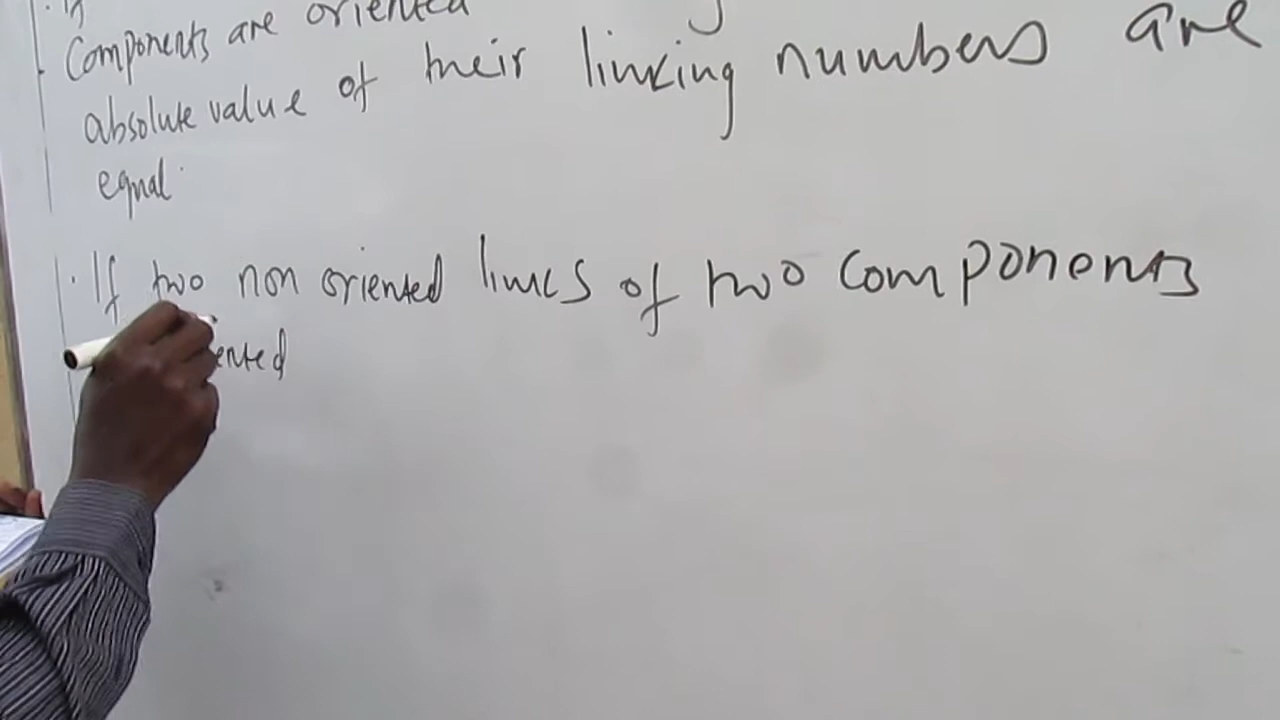 Components are oriented
absolute value of their linking numbers are
equal
. If two non oriented links of two components
ented